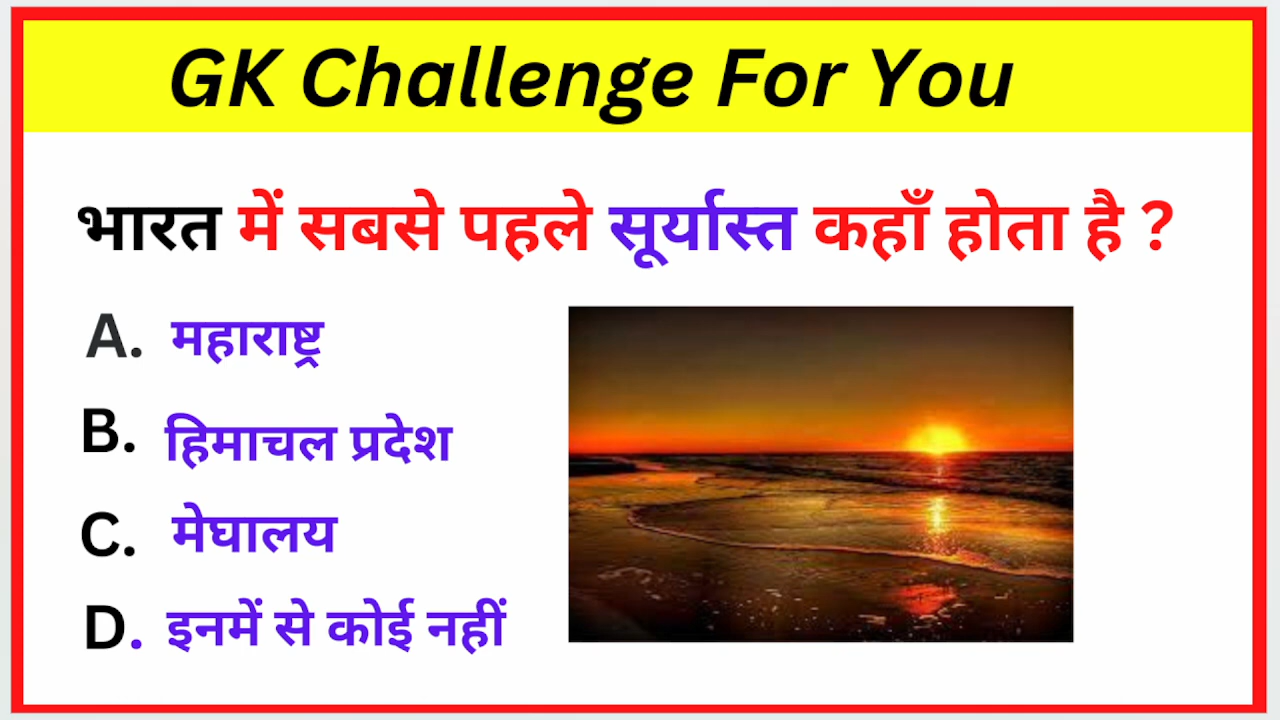 GK Challenge For You
भारत में सबसे पहले सूर्यास्त कहाँ होता है ?
A. महाराष्ट्र
B. हिमाचल प्रदेश
C. मेघालय
D. इनमें से कोई नहीं